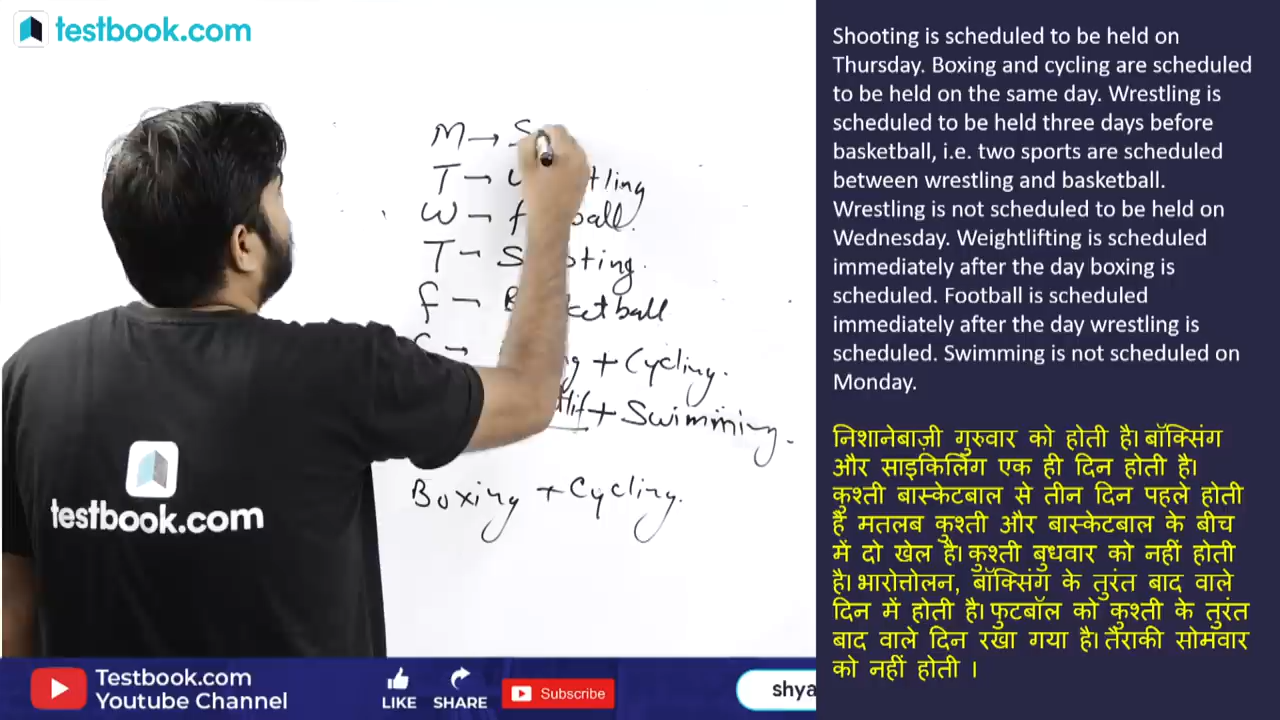 testbook.com
M → S
T → tling
W - f ball.
T - S oting.
f - B ketball
g + Cycling.
tlif + Swimming.
Boxing + Cycling.
testbook.com
Shooting is scheduled to be held on
Thursday. Boxing and cycling are scheduled
to be held on the same day. Wrestling is
scheduled to be held three days before
basketball, i.e. two sports are scheduled
between wrestling and basketball.
Wrestling is not scheduled to be held on
Wednesday. Weightlifting is scheduled
immediately after the day boxing is
scheduled. Football is scheduled
immediately after the day wrestling is
scheduled. Swimming is not scheduled on
Monday.
निशानेबाज़ी गुरुवार को होती है। बॉक्सिंग
और साइकिलिंग एक ही दिन होती है।
कुश्ती बास्केटबाल से तीन दिन पहले होती
है मतलब कुश्ती और बास्केटबाल के बीच
में दो खेल है। कुश्ती बुधवार को नहीं होती
है। भारोत्तोलन, बॉक्सिंग के तुरंत बाद वाले
दिन में होती है। फुटबॉल को कुश्ती के तुरंत
बाद वाले दिन रखा गया है। तैराकी सोमवार
को नहीं होती ।
Testbook.com
Youtube Channel
LIKE
SHARE
Subscribe
shya